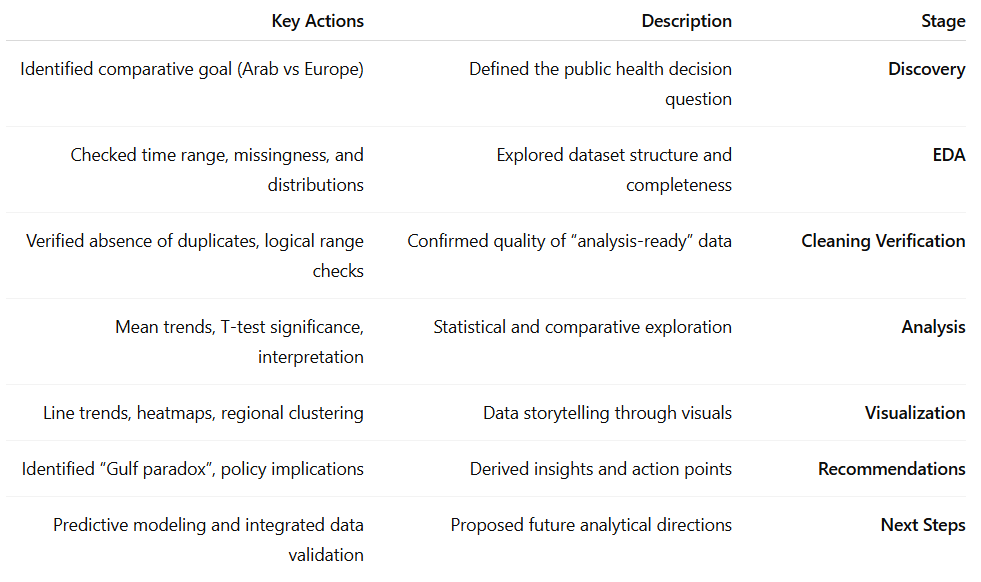 Key Actions Description Stage
Identified comparative goal (Arab vs Europe) Defined the public health decision Discovery
question
Checked time range, missingness, and Explored dataset structure and EDA
distributions completeness
Verified absence of duplicates, logical range Confirmed quality of “analysis-ready” data Cleaning Verification
checks
Mean trends, T-test significance, Statistical and comparative exploration Analysis
interpretation
Line trends, heatmaps, regional clustering Data storytelling through visuals Visualization
Identified “Gulf paradox”, policy implications Derived insights and action points Recommendations
Predictive modeling and integrated data Proposed future analytical directions Next Steps
validation